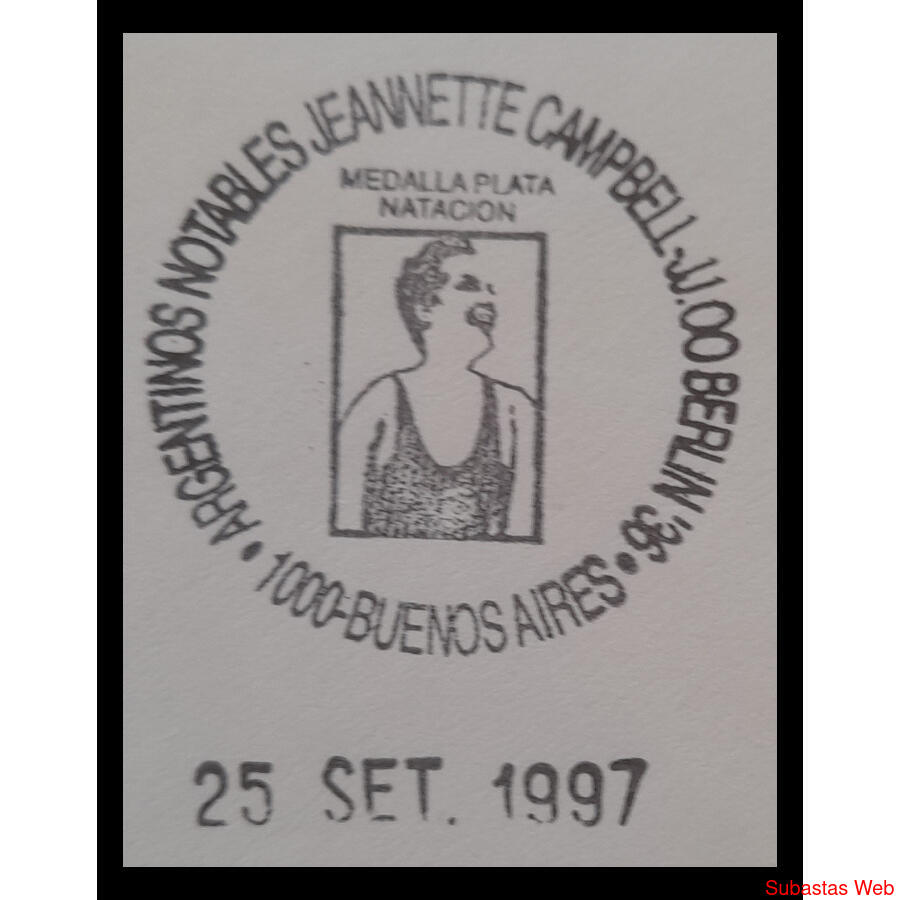 ARGENTINOS NOTABLES JEANNETTE CAMPBELL-JJ.OO BERLIN '36 •
MEDALLA PLATA
NATACION
1000-BUENOS AIRES •
25 SET. 1997
Subastas Web